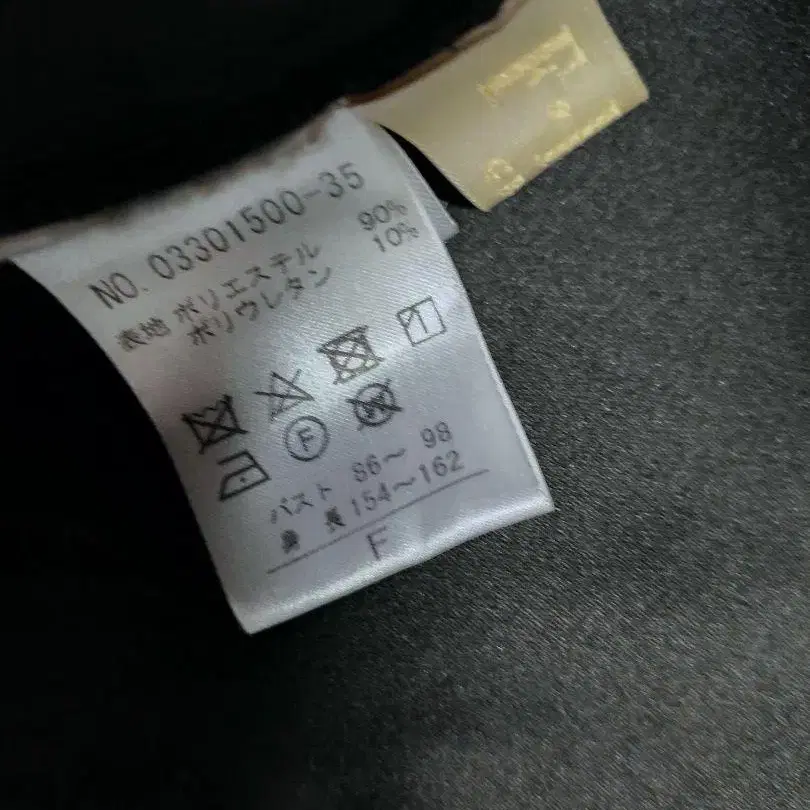 NO. 03301500-35
表地 ポリエステル 90%
ポリウレタン 10%
F
W
バスト 86～ 98
身 長 154～162
F